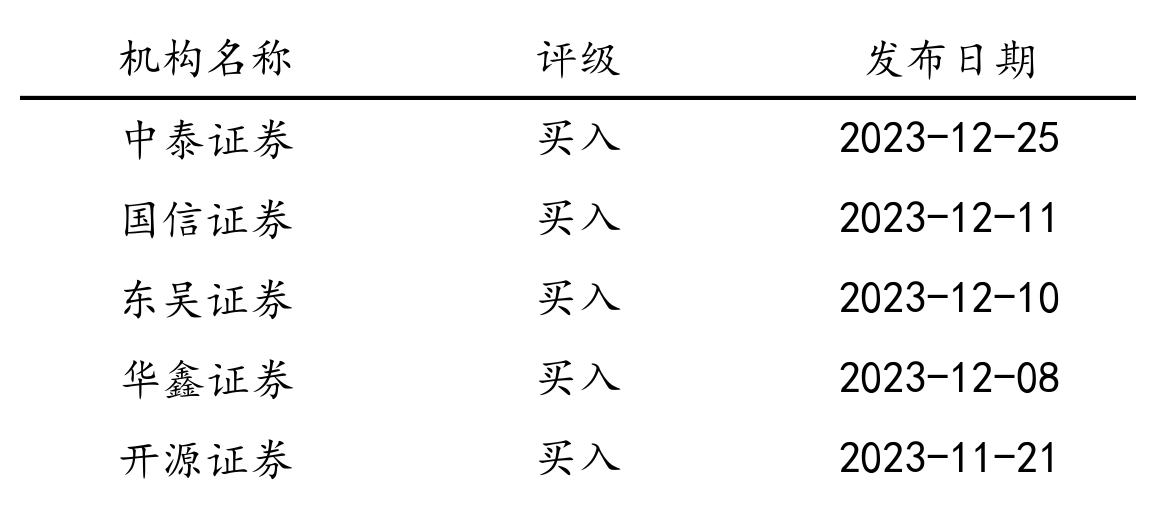 机构名称 评级 发布日期
中泰证券 买入 2023-12-25
国信证券 买入 2023-12-11
东吴证券 买入 2023-12-10
华鑫证券 买入 2023-12-08
开源证券 买入 2023-11-21